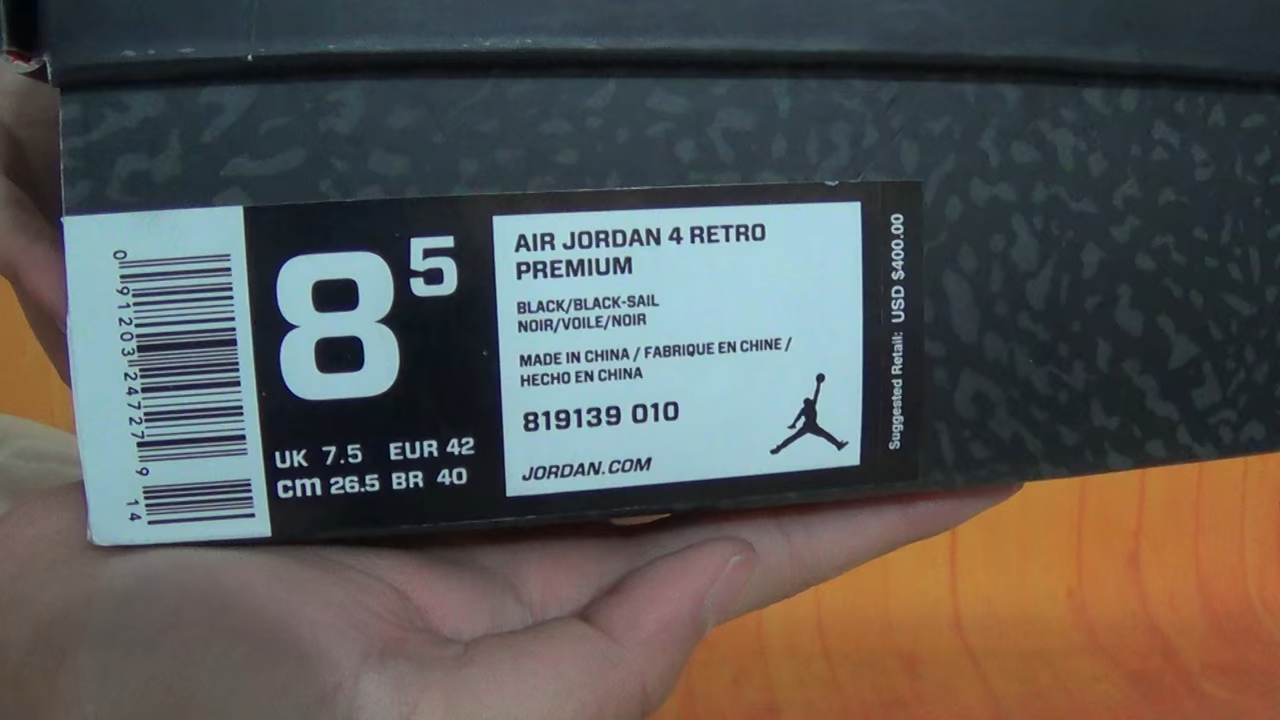 0 91203 24727 9 14
8 5
UK 7.5 EUR 42
cm 26.5 BR 40
AIR JORDAN 4 RETRO
PREMIUM
BLACK/BLACK-SAIL
NOIR/VOILE/NOIR
MADE IN CHINA / FABRIQUE EN CHINE /
HECHO EN CHINA
819139 010
JORDAN.COM
Suggested Retail: USD $400.00